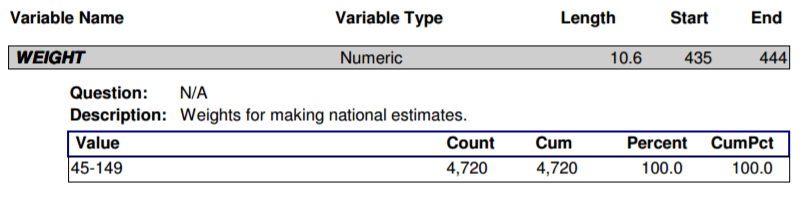 Variable Name Variable Type Length Start End
WEIGHT Numeric 10.6 435 444
Question: N/A
Description: Weights for making national estimates.
Value Count Cum Percent CumPct
45-149 4,720 4,720 100.0 100.0